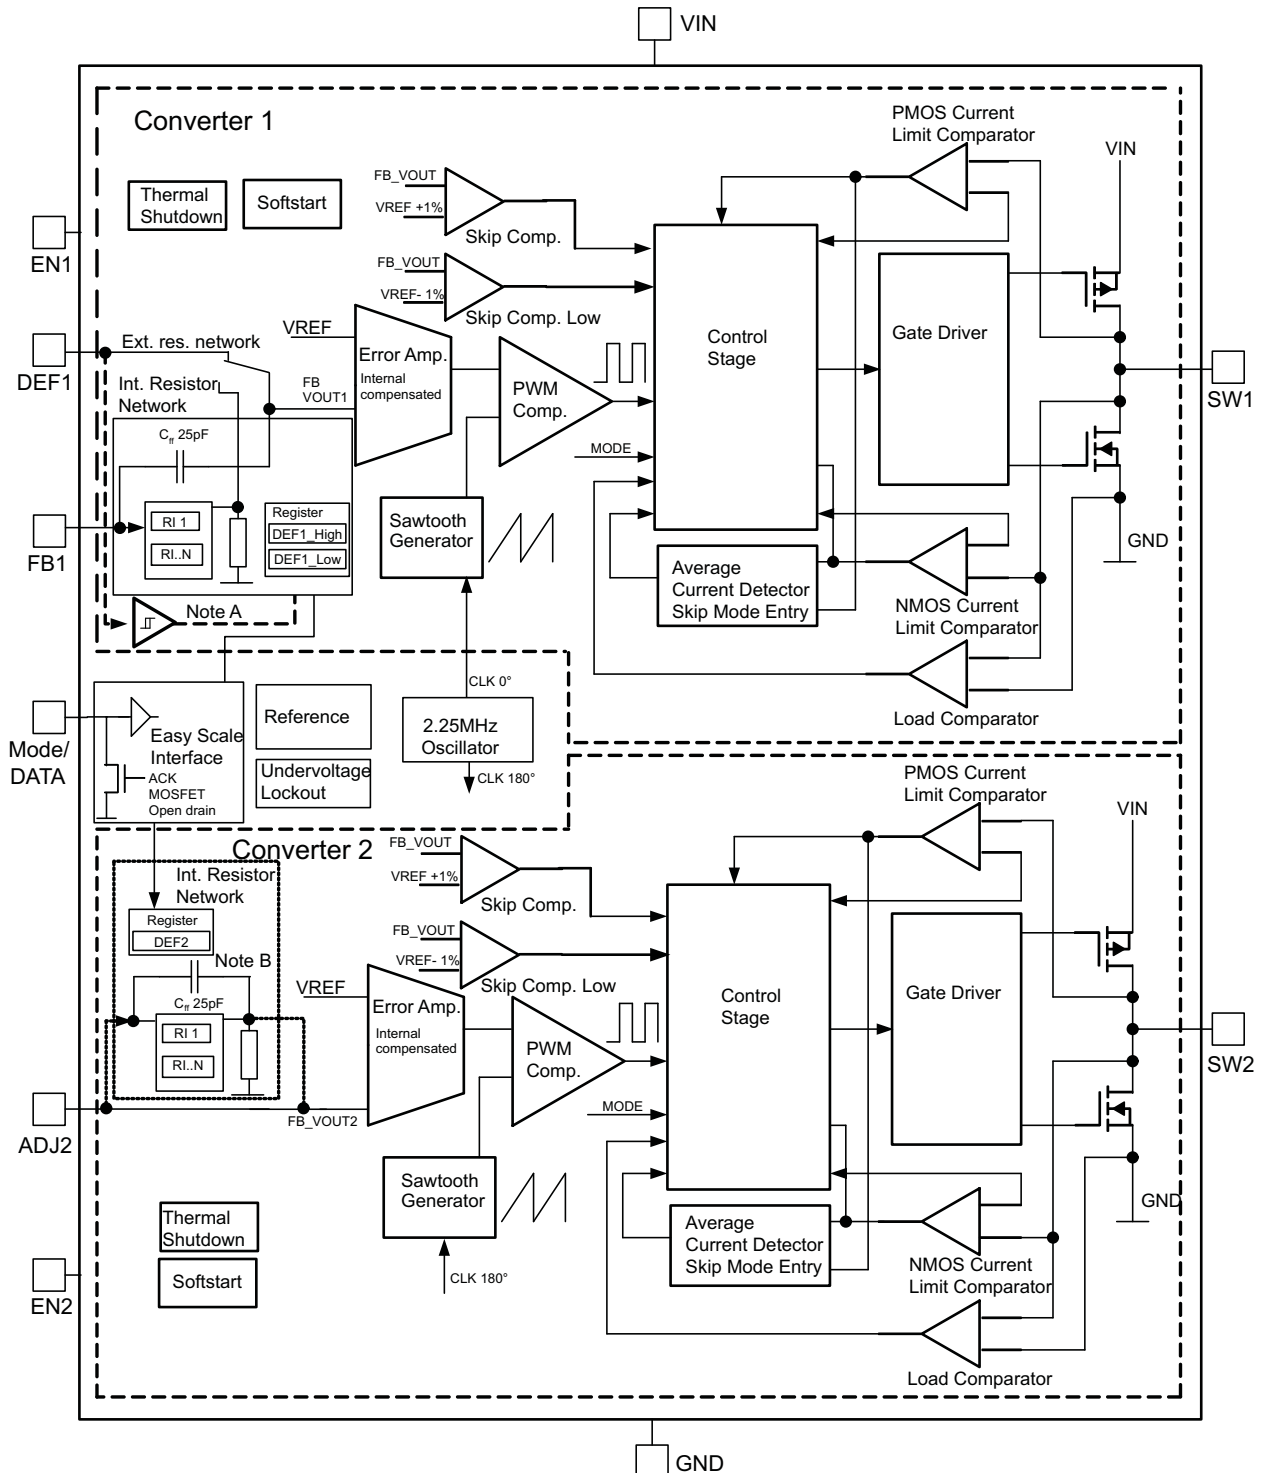 VIN
Converter 1
PMOS Current
Limit Comparator
VIN
Thermal
Shutdown
Softstart
FB_VOUT
VREF +1%
Skip Comp.
EN1
FB_VOUT
VREF- 1%
Skip Comp. Low
Control
Stage
Gate Driver
VREF
Ext. res. network
DEF1
Error Amp.
Internal
compensated
Int. Resistor
Network
FB
VOUT1
PWM
Comp.
SW1
Cff 25pF
MODE
RI 1
RI..N
Register
DEF1_High
DEF1_Low
FB1
Sawtooth
Generator
GND
Average
Current Detector
Skip Mode Entry
NMOS Current
Limit Comparator
Note A
CLK 0°
Load Comparator
Mode/
DATA
Easy Scale
Interface
ACK
MOSFET
Open drain
Reference
2.25MHz
Oscillator
Undervoltage
Lockout
CLK 180°
PMOS Current
Limit Comparator
VIN
Converter 2
FB_VOUT
VREF +1%
Skip Comp.
Int. Resistor
Network
Register
DEF2
Note B
FB_VOUT
VREF- 1%
Skip Comp. Low
Control
Stage
Gate Driver
VREF
Error Amp.
Internal
compensated
Cff 25pF
RI 1
RI..N
PWM
Comp.
SW2
MODE
ADJ2
FB_VOUT2
Sawtooth
Generator
GND
Thermal
Shutdown
Average
Current Detector
Skip Mode Entry
NMOS Current
Limit Comparator
EN2
Softstart
CLK 180°
Load Comparator
GND